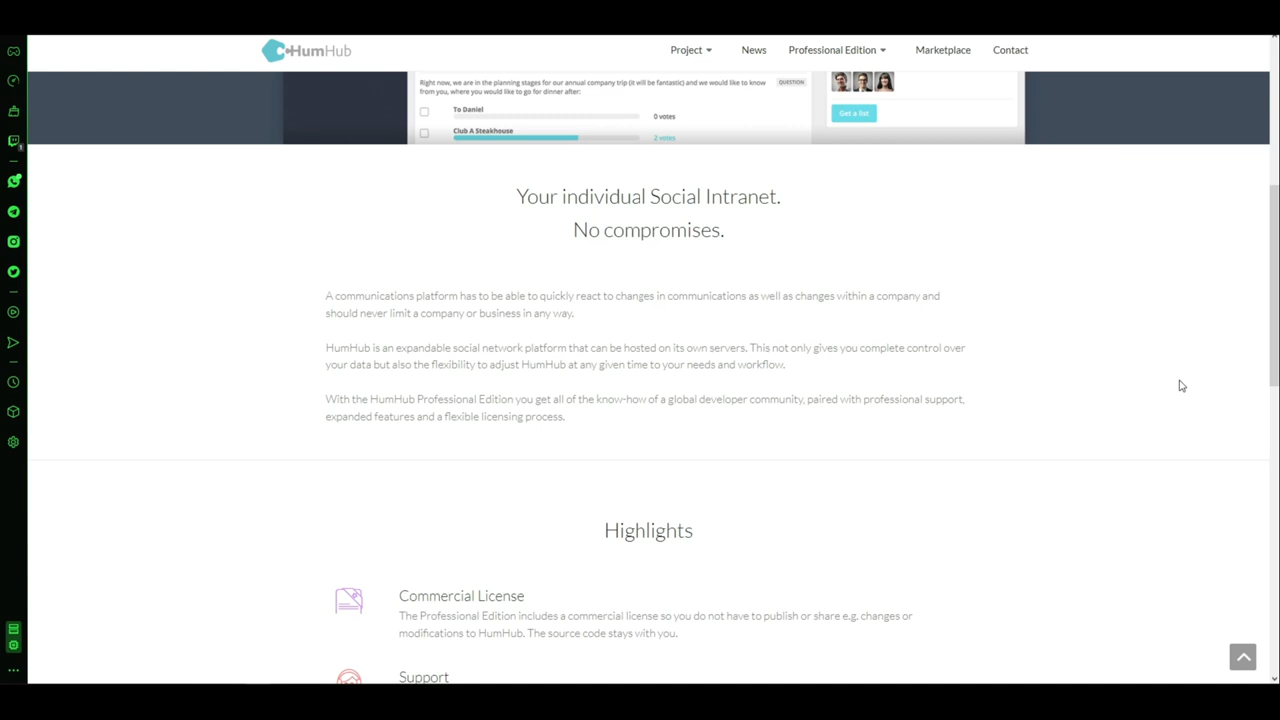 HumHub
Project
News
Professional Edition
Marketplace
Contact
Right now, we are in the planning stages for our annual company trip (it will be fantastic) and we would like to know
from you, where you would like to go for dinner after:
QUESTION
To Daniel
0 votes
Club A Steakhouse
2 votes
Get a list
Your individual Social Intranet.
No compromises.
A communications platform has to be able to quickly react to changes in communications as well as changes within a company and
should never limit a company or business in any way.
HumHub is an expandable social network platform that can be hosted on its own servers. This not only gives you complete control over
your data but also the flexibility to adjust HumHub at any given time to your needs and workflow.
With the HumHub Professional Edition you get all of the know-how of a global developer community, paired with professional support,
expanded features and a flexible licensing process.
Highlights
Commercial License
The Professional Edition includes a commercial license so you do not have to publish or share e.g. changes or
modifications to HumHub. The source code stays with you.
Support